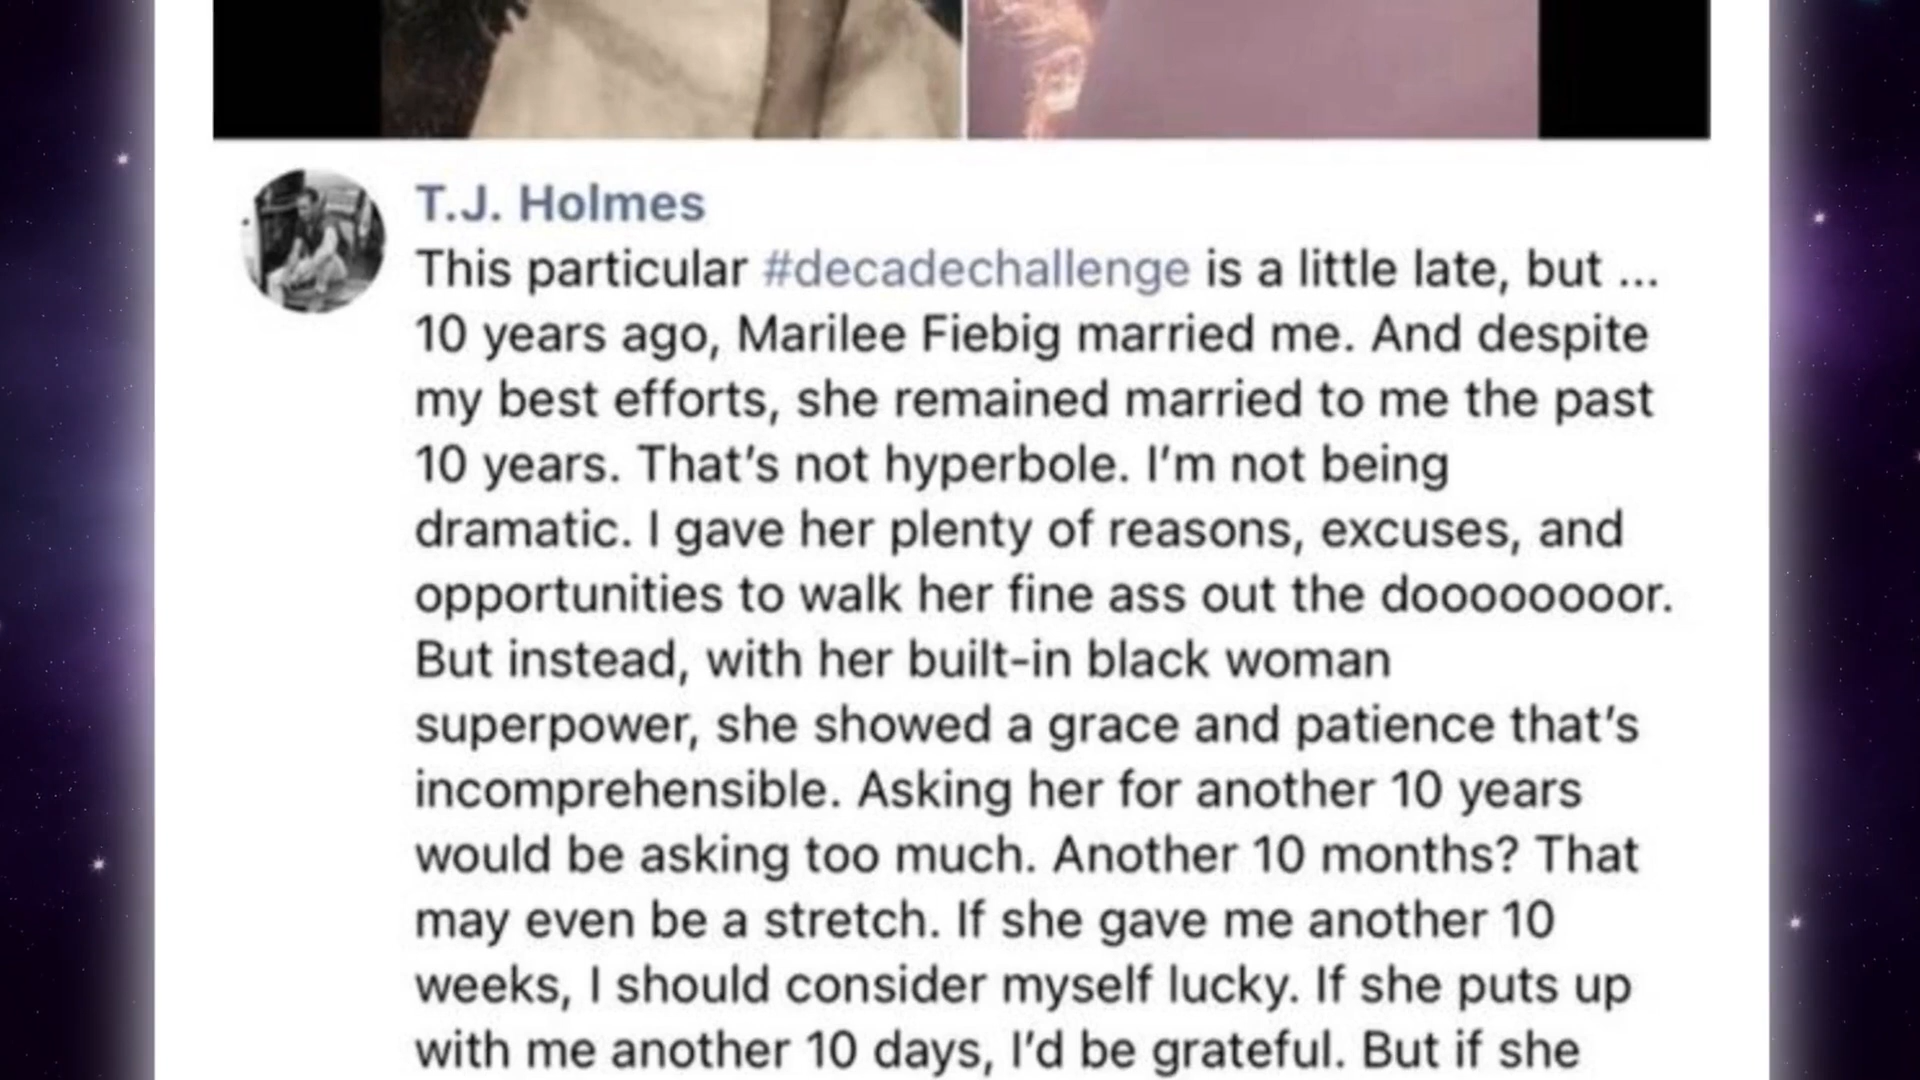 T.J. Holmes
This particular #decadechallenge is a little late, but ...
10 years ago, Marilee Fiebig married me. And despite
my best efforts, she remained married to me the past
10 years. That’s not hyperbole. I’m not being
dramatic. I gave her plenty of reasons, excuses, and
opportunities to walk her fine ass out the doooooooor.
But instead, with her built-in black woman
superpower, she showed a grace and patience that’s
incomprehensible. Asking her for another 10 years
would be asking too much. Another 10 months? That
may even be a stretch. If she gave me another 10
weeks, I should consider myself lucky. If she puts up
with me another 10 days, I’d be grateful. But if she